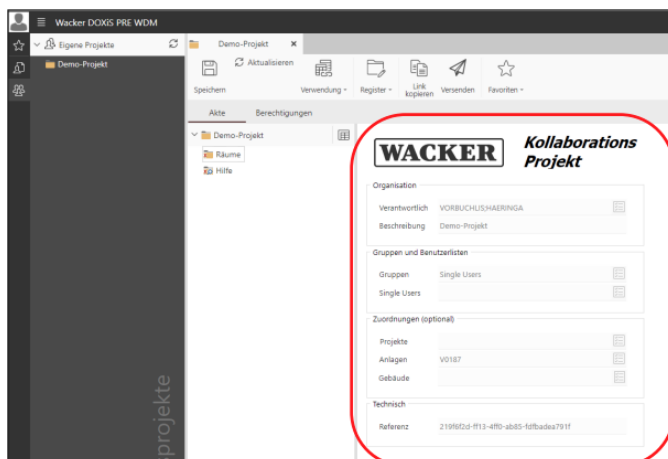 Wacker DOXiS PRE WDM
Eigene Projekte
Demo-Projekt
Demo-Projekt
Speichern
Aktualisieren
Verwendung
Register
Link kopieren
Versenden
Favoriten
Akte Berechtigungen
Demo-Projekt
Räume
Hilfe
WACKER
Kollaborations
Projekt
Organisation
Verantwortlich VORBUCHLIS;HAERINGA
Beschreibung Demo-Projekt
Gruppen und Benutzerlisten
Gruppen Single Users
Single Users
Zuordnungen (optional)
Projekte
Anlagen V0187
Gebäude
Technisch
Referenz 219f6f2d-ff13-4ff0-ab85-fdfbadea791f
sprojekte